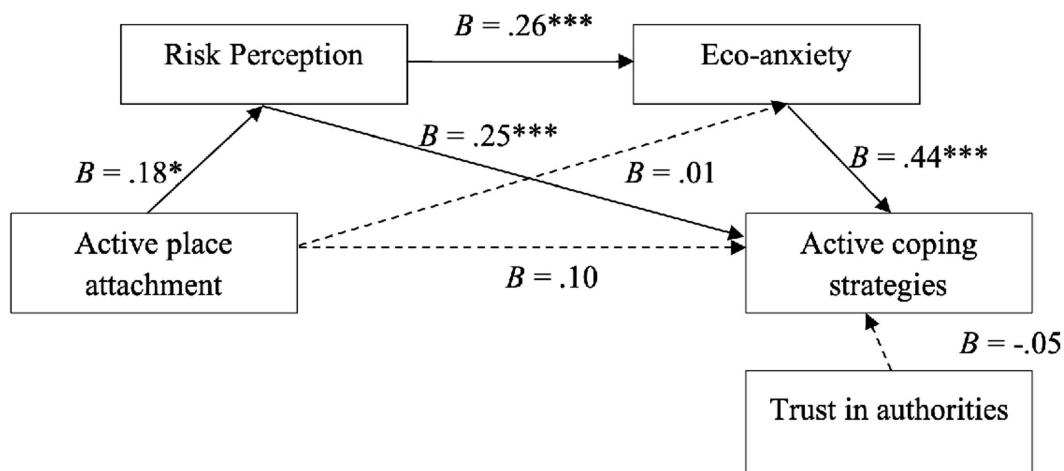 B = .26***
Risk Perception
Eco-anxiety
B = .25***
B = .18*
B = .01
B = .44***
Active place
attachment
Active coping
strategies
B = .10
B = -.05
Trust in authorities